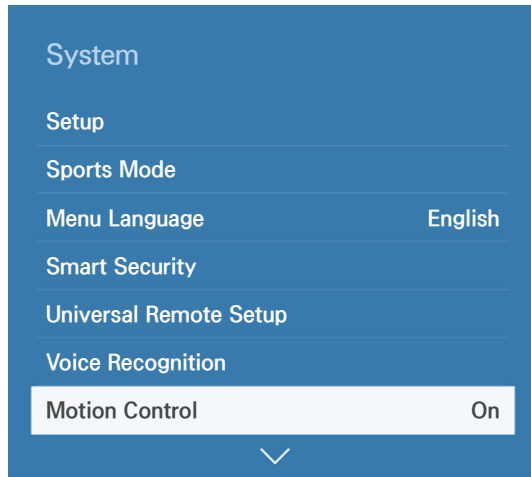 System
Setup
Sports Mode
Menu Language English
Smart Security
Universal Remote Setup
Voice Recognition
Motion Control On